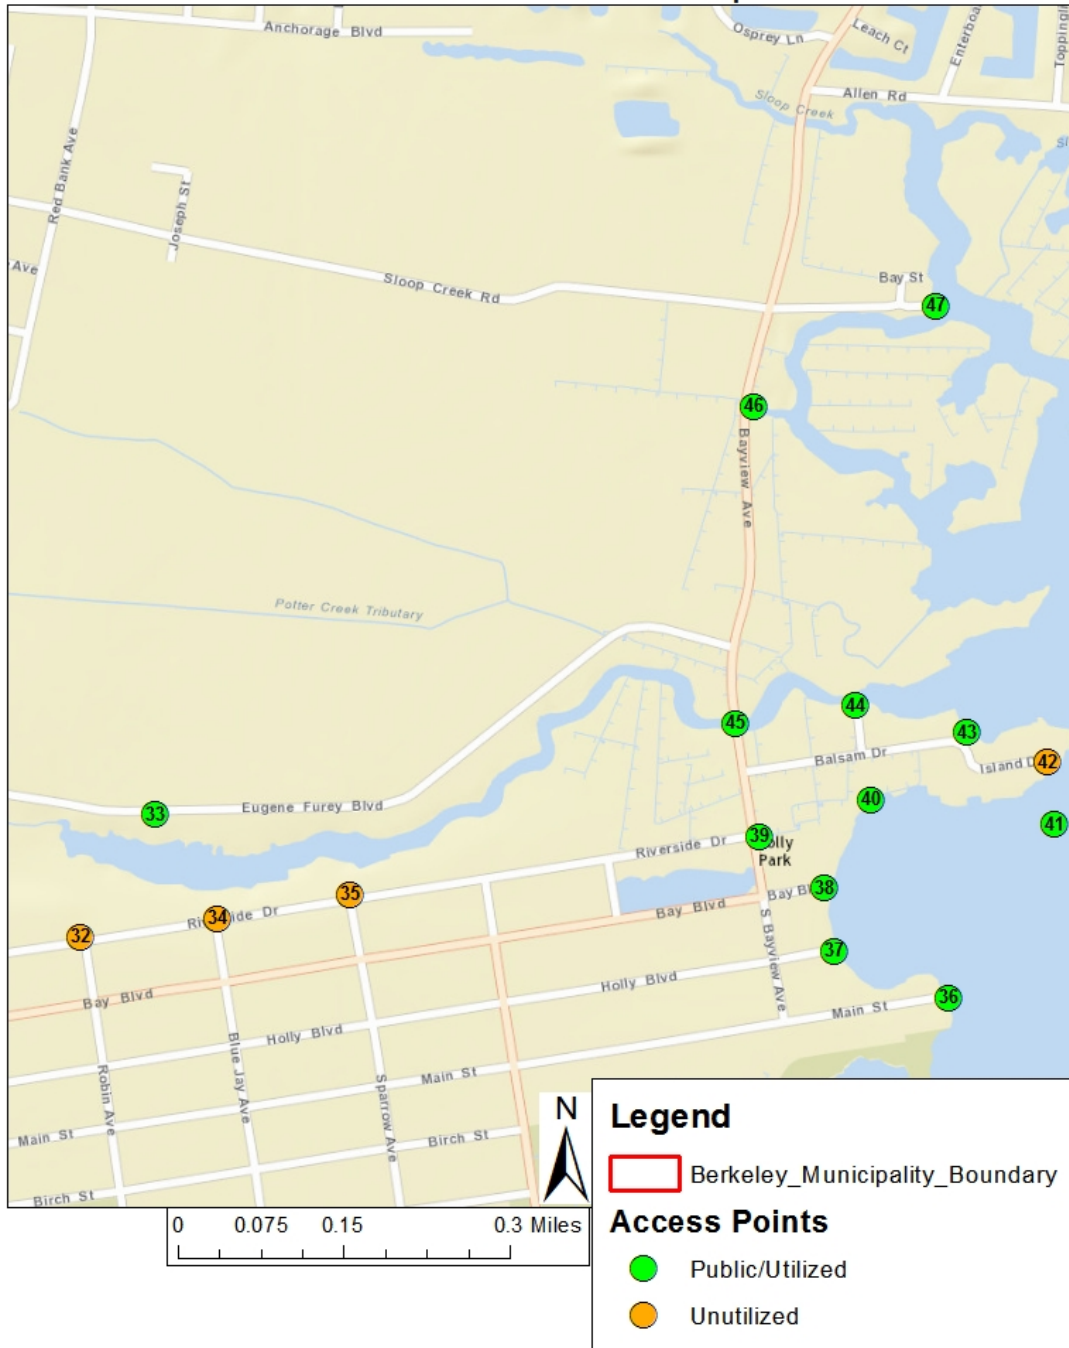 Anchorage Blvd
Osprey Ln
Leach Ct
Allen Rd
Sloop Creek
Red Bank Ave
Joseph St
Ave
Sloop Creek Rd
Bay St
47
46
Bayview Ave
Potter Creek Tributary
44
45
43
Balsam Dr
Island
42
33
Eugene Furey Blvd
40
41
39
Riverside Dr
Park
35
38
34
32
Bay Blvd
37
S Bayview Ave
Holly Blvd
36
Main St
Bay Blvd
Holly Blvd
Blue Jay Ave
Robin Ave
Main St
Sparrow Ave
Main St
Birch St
Birch St
N
0 0.075 0.15 0.3 Miles
Legend
Berkeley_Municipality_Boundary
Access Points
Public/Utilized
Unutilized